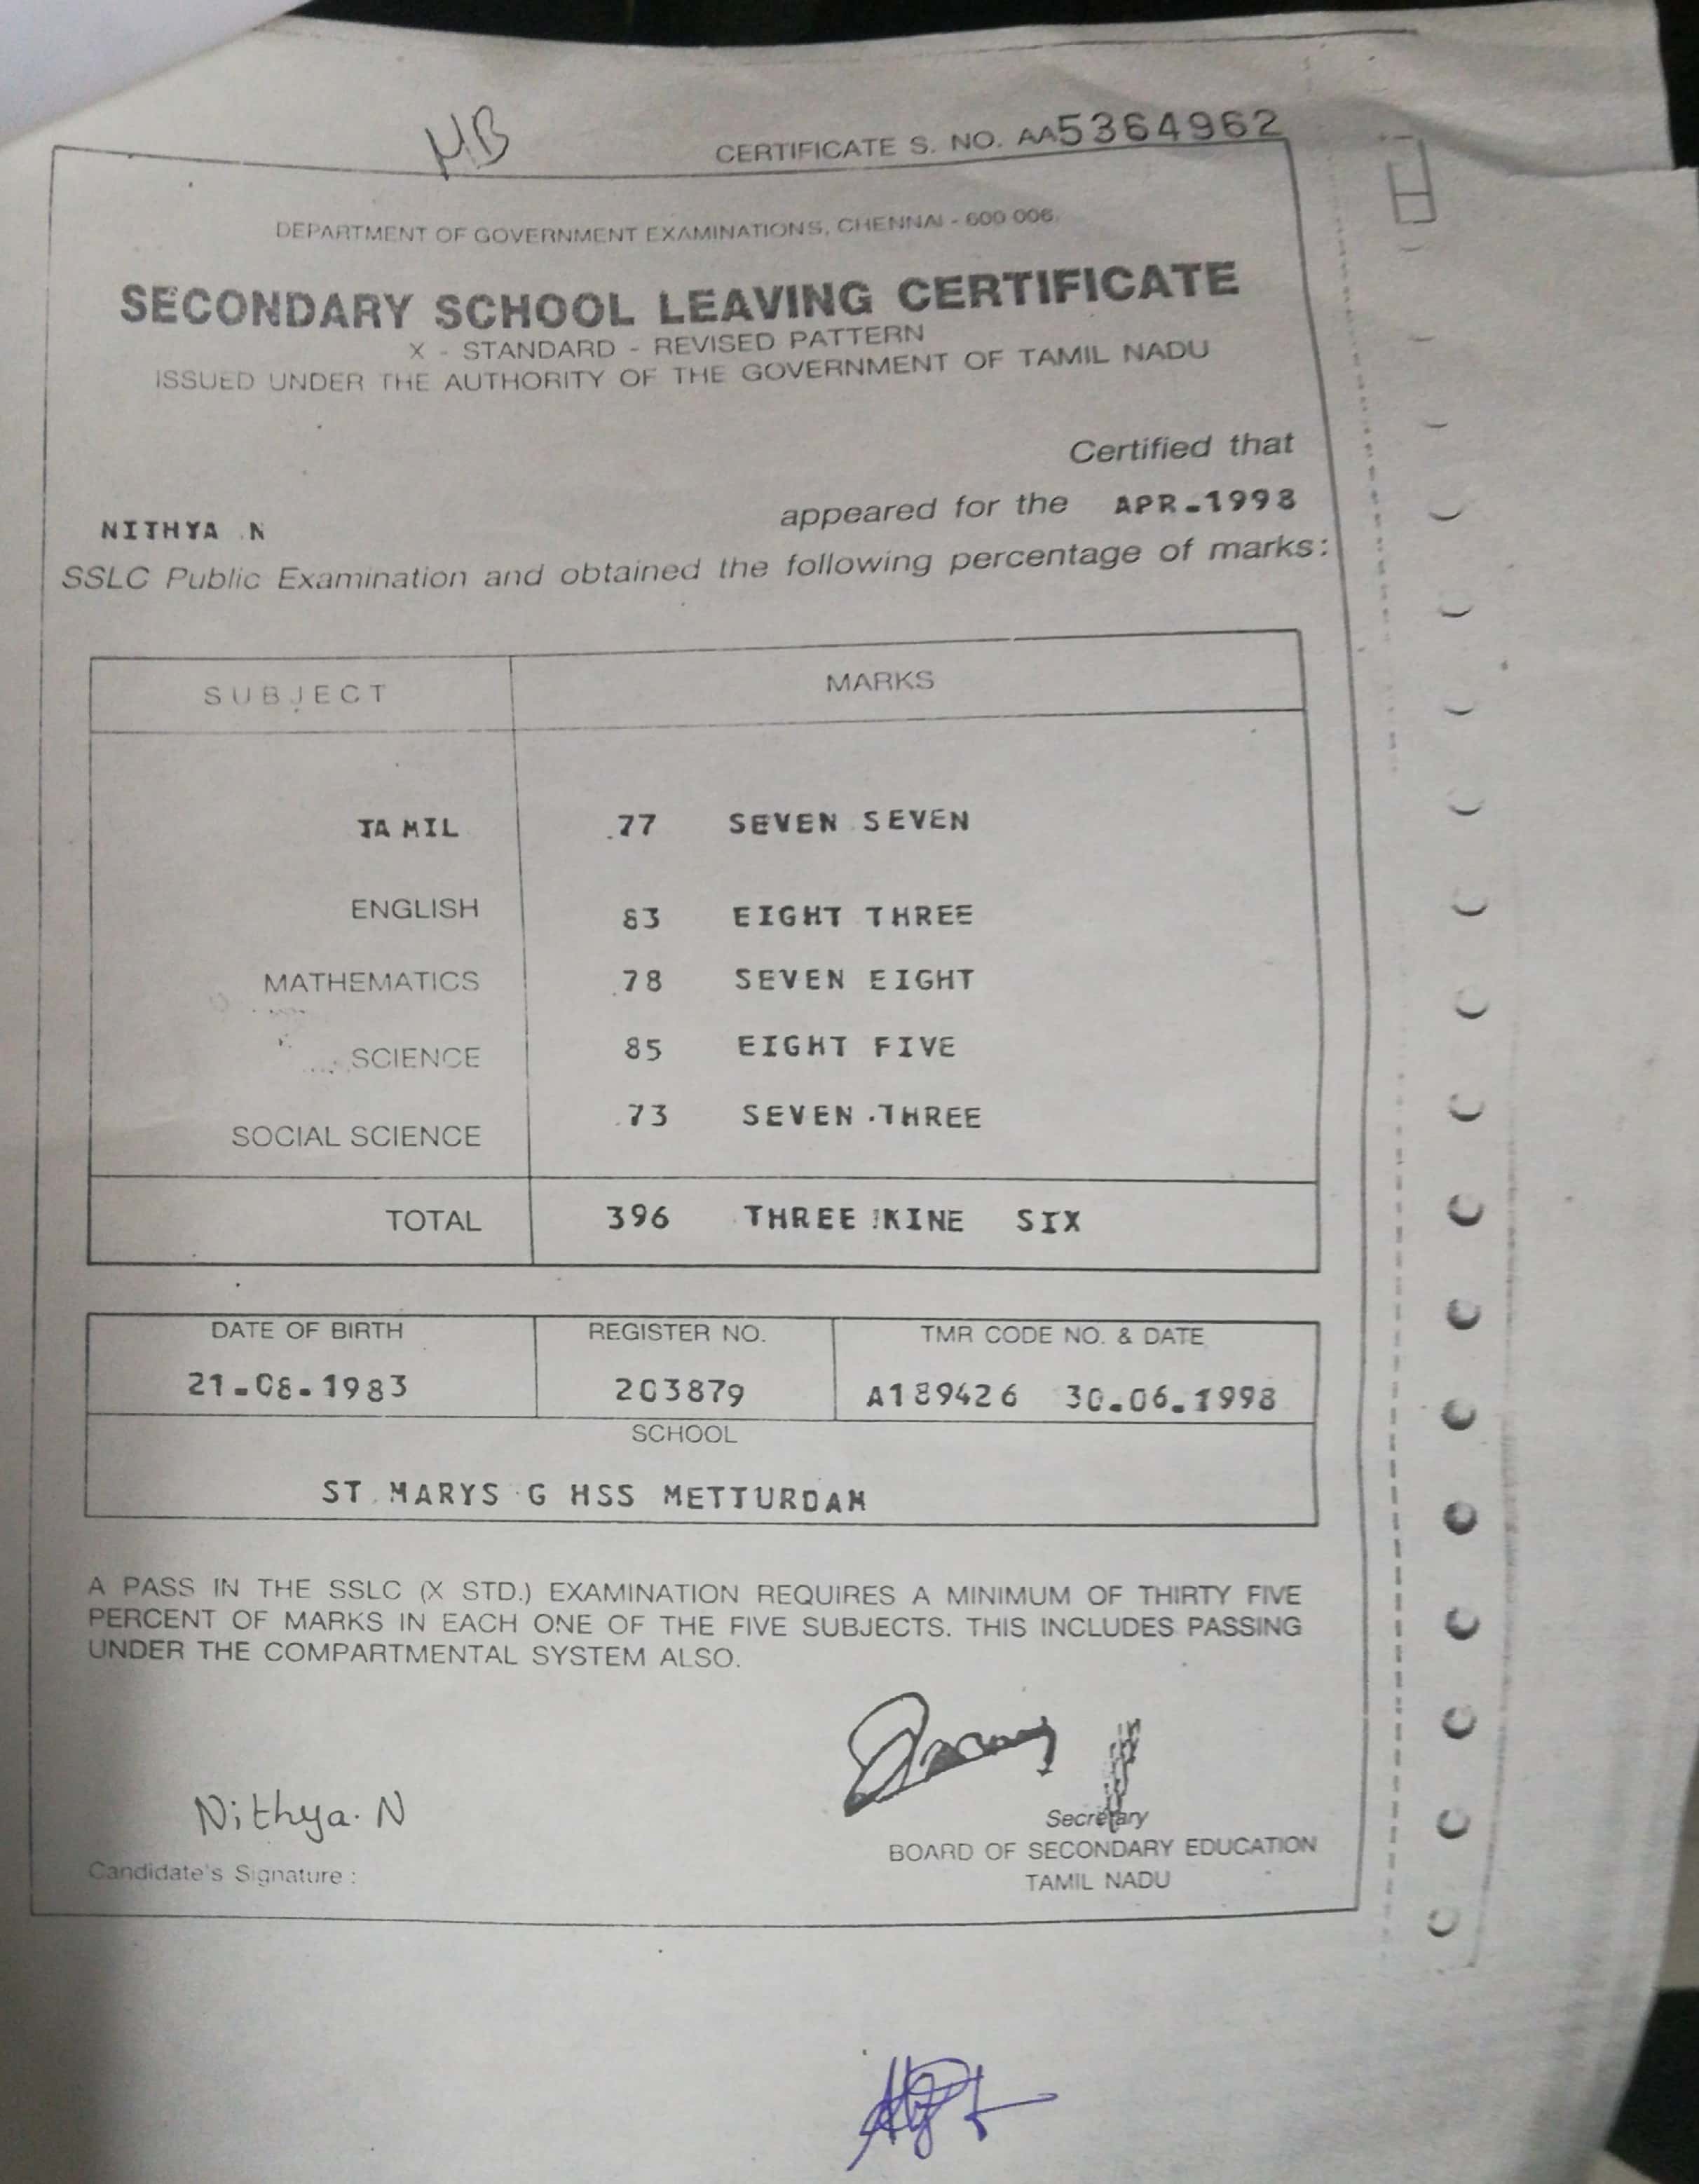 MB
CERTIFICATE S. NO. AA5364962
DEPARTMENT OF GOVERNMENT EXAMINATIONS, CHENNAI - 600 006.
SECONDARY SCHOOL LEAVING CERTIFICATE
X - STANDARD - REVISED PATTERN
ISSUED UNDER THE AUTHORITY OF THE GOVERNMENT OF TAMIL NADU
Certified that
NITHYA N appeared for the APR-1998
SSLC Public Examination and obtained the following percentage of marks:
SUBJECT MARKS
TAMIL 77 SEVEN SEVEN
ENGLISH 83 EIGHT THREE
MATHEMATICS 78 SEVEN EIGHT
SCIENCE 85 EIGHT FIVE
SOCIAL SCIENCE 73 SEVEN THREE
TOTAL 396 THREE NINE SIX
DATE OF BIRTH REGISTER NO. TMR CODE NO. & DATE
21-08-1983 203879 A189426 30-06-1998
SCHOOL
ST MARYS G HSS METTURDAM
A PASS IN THE SSLC (X STD.) EXAMINATION REQUIRES A MINIMUM OF THIRTY FIVE
PERCENT OF MARKS IN EACH ONE OF THE FIVE SUBJECTS. THIS INCLUDES PASSING
UNDER THE COMPARTMENTAL SYSTEM ALSO.
Nithya. N
Candidate's Signature :
Secretary
BOARD OF SECONDARY EDUCATION
TAMIL NADU